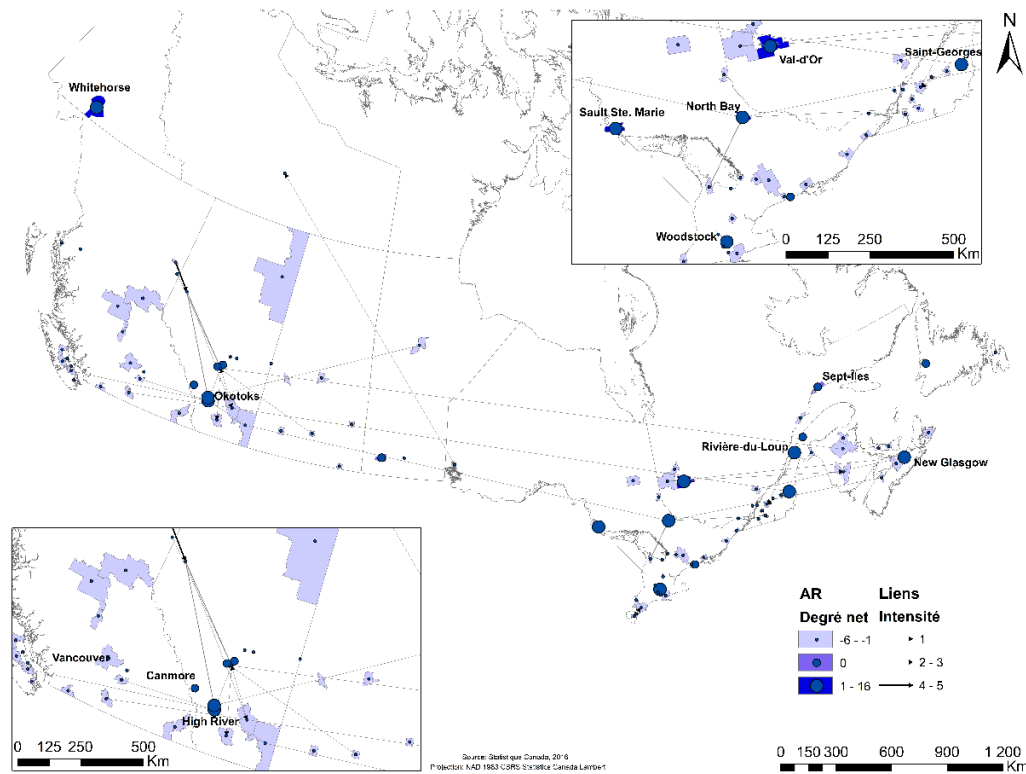 N
Whitehorse
Val-d'Or
Saint-Georges
North Bay
Sault Ste. Marie
Woodstock
0 125 250 500
Km
Okotoks
Sept-Îles
Rivière-du-Loup
New Glasgow
Vancouver
Canmore
High River
0 125 250 500
Km
AR Liens
Degré net Intensité
-6 - -1 1
0 2 - 3
1 - 16 4 - 5
Source: Statistique Canada, 2016
Projection: NAD 1983 CSRS Statistics Canada Lambert
0 150 300 600 900 1 200
Km